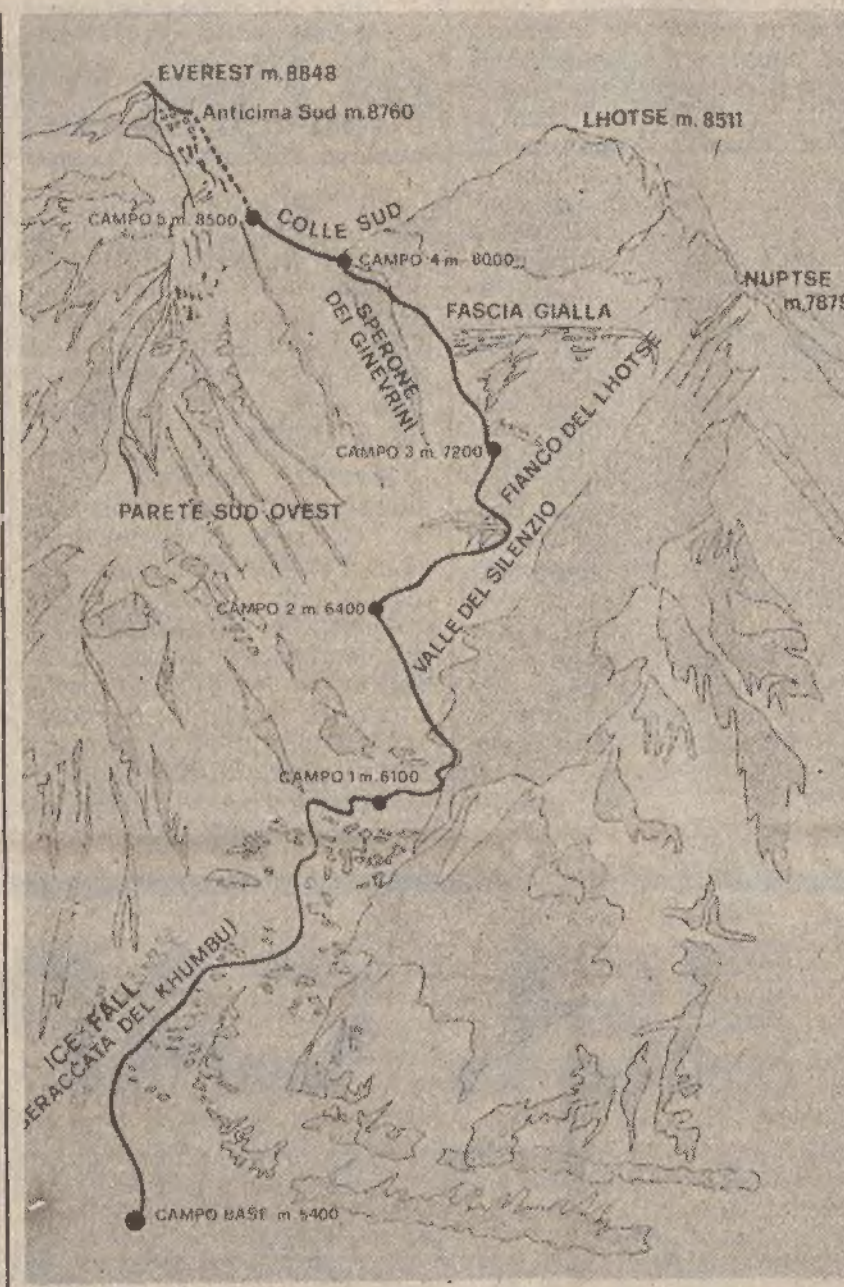 EVEREST m. 8848
Anticima Sud m. 8760
LHOTSE m. 8511
CAMPO 5 m. 8500
COLLE SUD
CAMPO 4 m. 8000
NUPTSE
m. 7879
SPERONE
DEI GINEVRINI
FASCIA GIALLA
CAMPO 3 m. 7200
FIANCO DEL LHOTSE
PARETE SUD OVEST
VALLE DEL SILENZIO
CAMPO 2 m. 6400
CAMPO 1 m. 6100
ICE FALL
SERACCATA DEL KHUMBU)
CAMPO BASE m. 5400